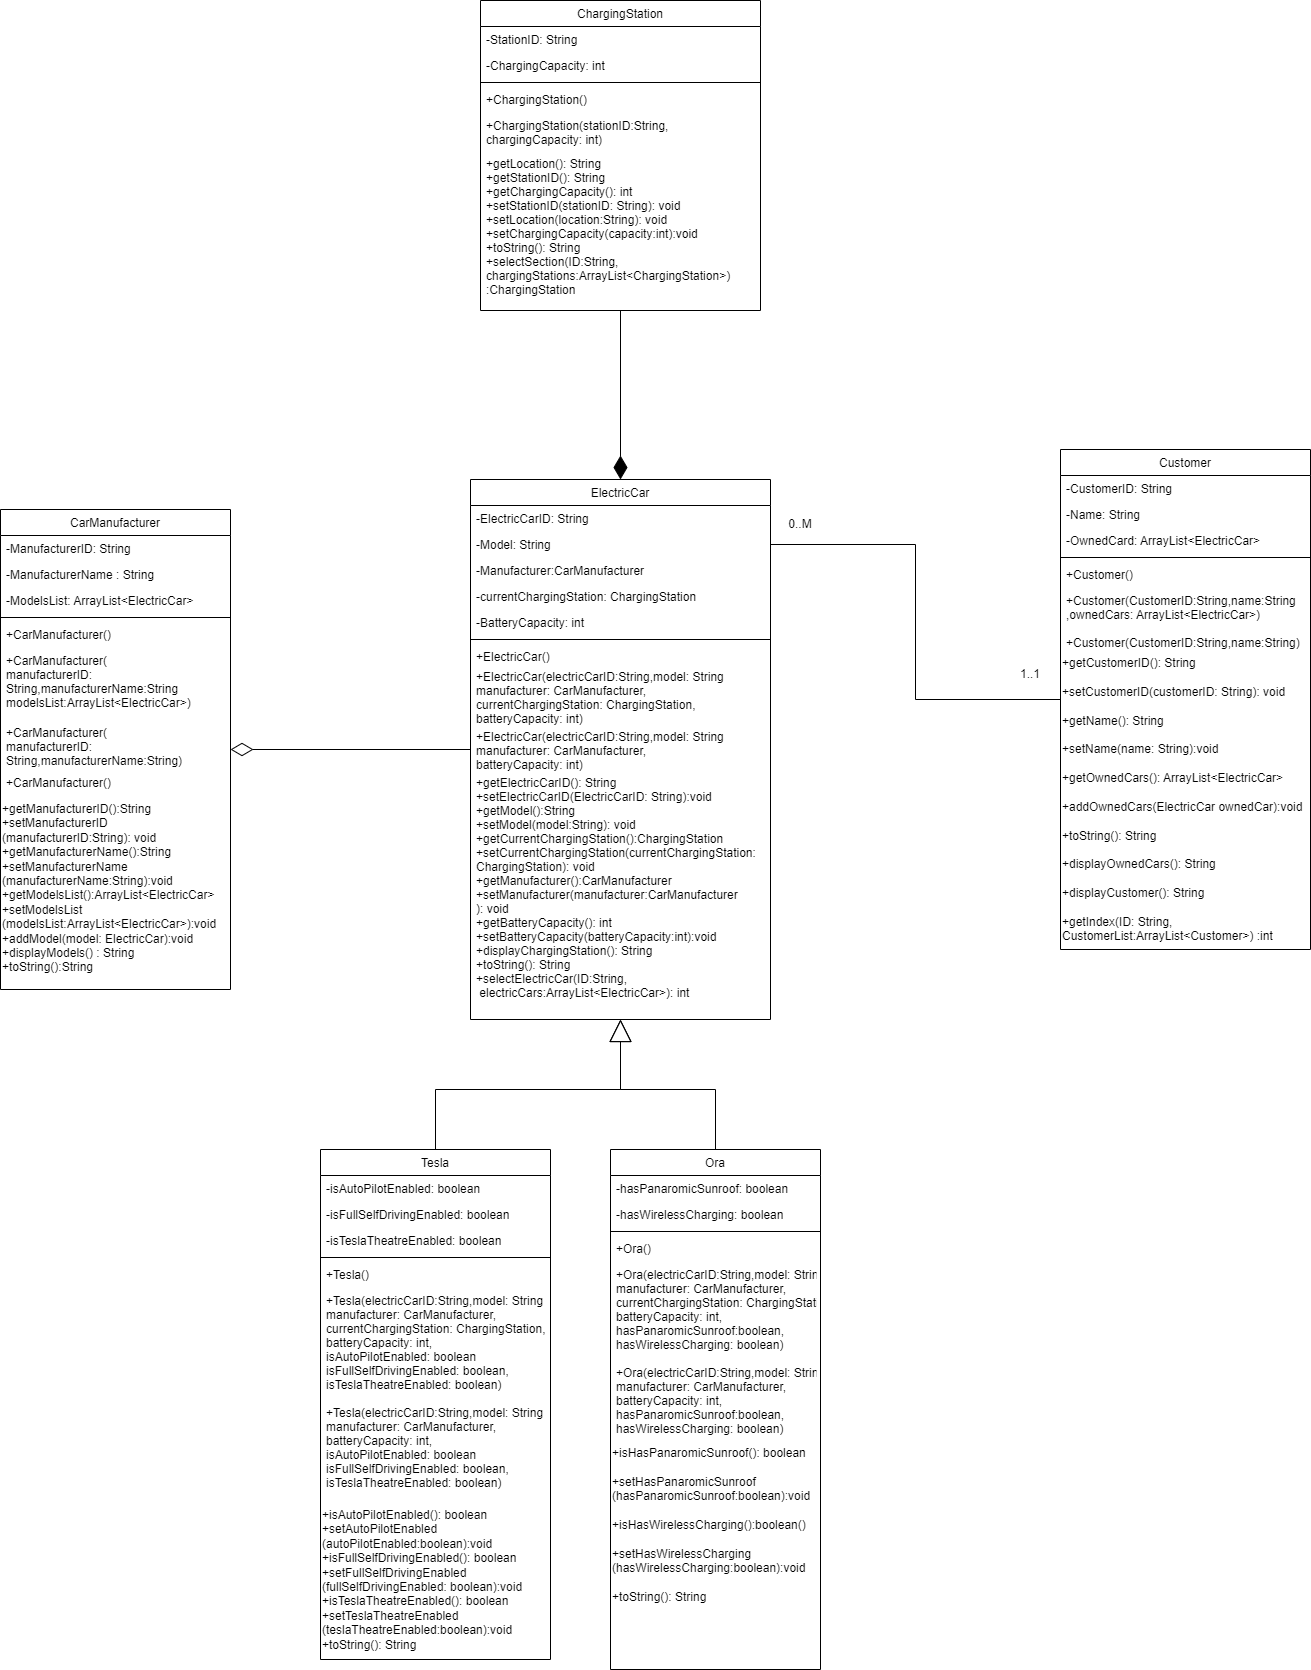 ChargingStation
-StationID: String
-ChargingCapacity: int
+ChargingStation()
+ChargingStation(stationID:String,
chargingCapacity: int)
+getLocation(): String
+getStationID(): String
+getChargingCapacity(): int
+setStationID(stationID: String): void
+setLocation(location:String): void
+setChargingCapacity(capacity:int):void
+toString(): String
+selectSection(ID:String,
chargingStations:ArrayList<ChargingStation>)
:ChargingStation
CarManufacturer
-ManufacturerID: String
-ManufacturerName : String
-ModelsList: ArrayList<ElectricCar>
+CarManufacturer()
+CarManufacturer(
manufacturerID:
String,manufacturerName:String
modelsList:ArrayList<ElectricCar>)
+CarManufacturer(
manufacturerID:
String,manufacturerName:String)
+CarManufacturer()
+getManufacturerID():String
+setManufacturerID
(manufacturerID:String): void
+getManufacturerName():String
+setManufacturerName
(manufacturerName:String):void
+getModelsList():ArrayList<ElectricCar>
+setModelsList
(modelsList:ArrayList<ElectricCar>):void
+addModel(model: ElectricCar):void
+displayModels() : String
+toString():String
ElectricCar
-ElectricCarID: String
-Model: String
-Manufacturer:CarManufacturer
-currentChargingStation: ChargingStation
-BatteryCapacity: int
+ElectricCar()
+ElectricCar(electricCarID:String,model: String
manufacturer: CarManufacturer,
currentChargingStation: ChargingStation,
batteryCapacity: int)
+ElectricCar(electricCarID:String,model: String
manufacturer: CarManufacturer,
batteryCapacity: int)
+getElectricCarID(): String
+setElectricCarID(ElectricCarID: String):void
+getModel():String
+setModel(model:String): void
+getCurrentChargingStation():ChargingStation
+setCurrentChargingStation(currentChargingStation:
ChargingStation): void
+getManufacturer():CarManufacturer
+setManufacturer(manufacturer:CarManufacturer
): void
+getBatteryCapacity(): int
+setBatteryCapacity(batteryCapacity:int):void
+displayChargingStation(): String
+toString(): String
+selectElectricCar(ID:String,
electricCars:ArrayList<ElectricCar>): int
0..M
1..1
Customer
-CustomerID: String
-Name: String
-OwnedCard: ArrayList<ElectricCar>
+Customer()
+Customer(CustomerID:String,name:String
,ownedCars: ArrayList<ElectricCar>)
+Customer(CustomerID:String,name:String)
+getCustomerID(): String
+setCustomerID(customerID: String): void
+getName(): String
+setName(name: String):void
+getOwnedCars(): ArrayList<ElectricCar>
+addOwnedCars(ElectricCar ownedCar):void
+toString(): String
+displayOwnedCars(): String
+displayCustomer(): String
+getIndex(ID: String,
CustomerList:ArrayList<Customer>) :int
Tesla
-isAutoPilotEnabled: boolean
-isFullSelfDrivingEnabled: boolean
-isTeslaTheatreEnabled: boolean
+Tesla()
+Tesla(electricCarID:String,model: String
manufacturer: CarManufacturer,
currentChargingStation: ChargingStation,
batteryCapacity: int,
isAutoPilotEnabled: boolean
isFullSelfDrivingEnabled: boolean,
isTeslaTheatreEnabled: boolean)
+Tesla(electricCarID:String,model: String
manufacturer: CarManufacturer,
batteryCapacity: int,
isAutoPilotEnabled: boolean
isFullSelfDrivingEnabled: boolean,
isTeslaTheatreEnabled: boolean)
+isAutoPilotEnabled(): boolean
+setAutoPilotEnabled
(autoPilotEnabled:boolean):void
+isFullSelfDrivingEnabled(): boolean
+setFullSelfDrivingEnabled
(fullSelfDrivingEnabled: boolean):void
+isTeslaTheatreEnabled(): boolean
+setTeslaTheatreEnabled
(teslaTheatreEnabled:boolean):void
+toString(): String
Ora
-hasPanaromicSunroof: boolean
-hasWirelessCharging: boolean
+Ora()
+Ora(electricCarID:String,model: Strin
manufacturer: CarManufacturer,
currentChargingStation: ChargingStat
batteryCapacity: int,
hasPanaromicSunroof:boolean,
hasWirelessCharging: boolean)
+Ora(electricCarID:String,model: Strin
manufacturer: CarManufacturer,
batteryCapacity: int,
hasPanaromicSunroof:boolean,
hasWirelessCharging: boolean)
+isHasPanaromicSunroof(): boolean
+setHasPanaromicSunroof
(hasPanaromicSunroof:boolean):void
+isHasWirelessCharging():boolean()
+setHasWirelessCharging
(hasWirelessCharging:boolean):void
+toString(): String